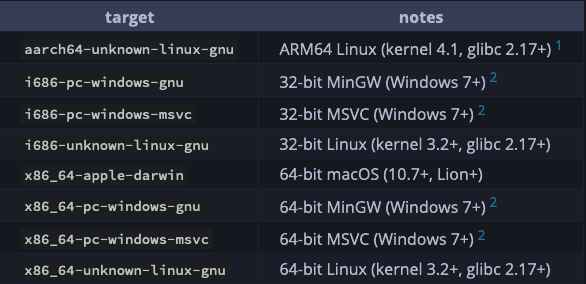 target notes
aarch64-unknown-linux-gnu ARM64 Linux (kernel 4.1, glibc 2.17+) 1
i686-pc-windows-gnu 32-bit MinGW (Windows 7+) 2
i686-pc-windows-msvc 32-bit MSVC (Windows 7+) 2
i686-unknown-linux-gnu 32-bit Linux (kernel 3.2+, glibc 2.17+)
x86_64-apple-darwin 64-bit macOS (10.7+, Lion+)
x86_64-pc-windows-gnu 64-bit MinGW (Windows 7+) 2
x86_64-pc-windows-msvc 64-bit MSVC (Windows 7+) 2
x86_64-unknown-linux-gnu 64-bit Linux (kernel 3.2+, glibc 2.17+)